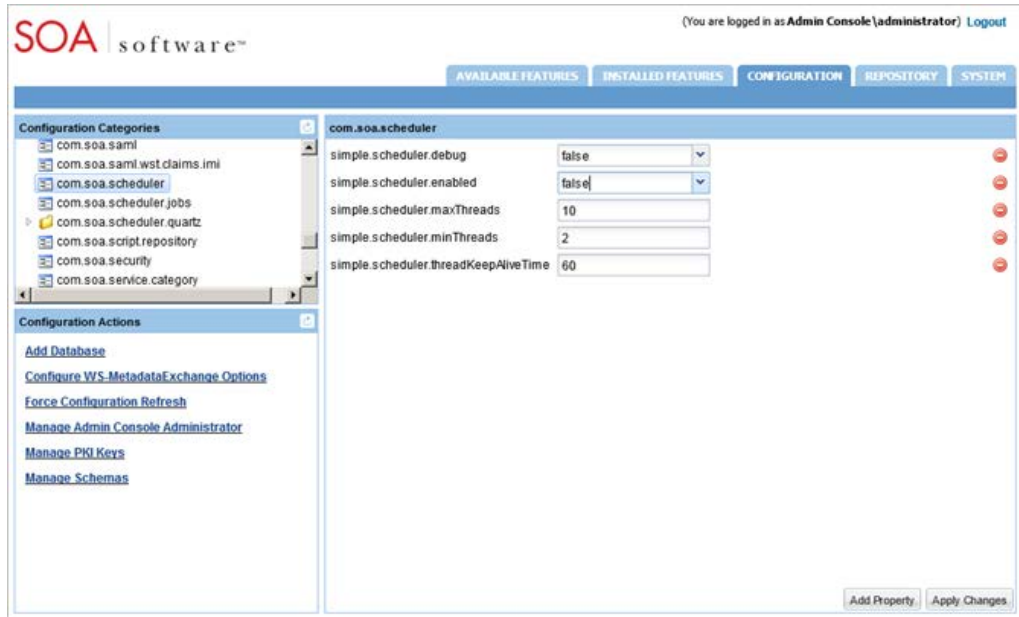 (You are logged in as Admin Console\administrator) Logout
SOA software™
AVAILABLE FEATURES INSTALLED FEATURES CONFIGURATION REPOSITORY SYSTEM
Configuration Categories
com.soa.saml
com.soa.saml.wst.claims.imi
com.soa.scheduler
com.soa.scheduler.jobs
com.soa.scheduler.quartz
com.soa.script.repository
com.soa.security
com.soa.service.category
Configuration Actions
Add Database
Configure WS-MetadataExchange Options
Force Configuration Refresh
Manage Admin Console Administrator
Manage PKI Keys
Manage Schemas
com.soa.scheduler
simple.scheduler.debug false
simple.scheduler.enabled false
simple.scheduler.maxThreads 10
simple.scheduler.minThreads 2
simple.scheduler.threadKeepAliveTime 60
Add Property Apply Changes